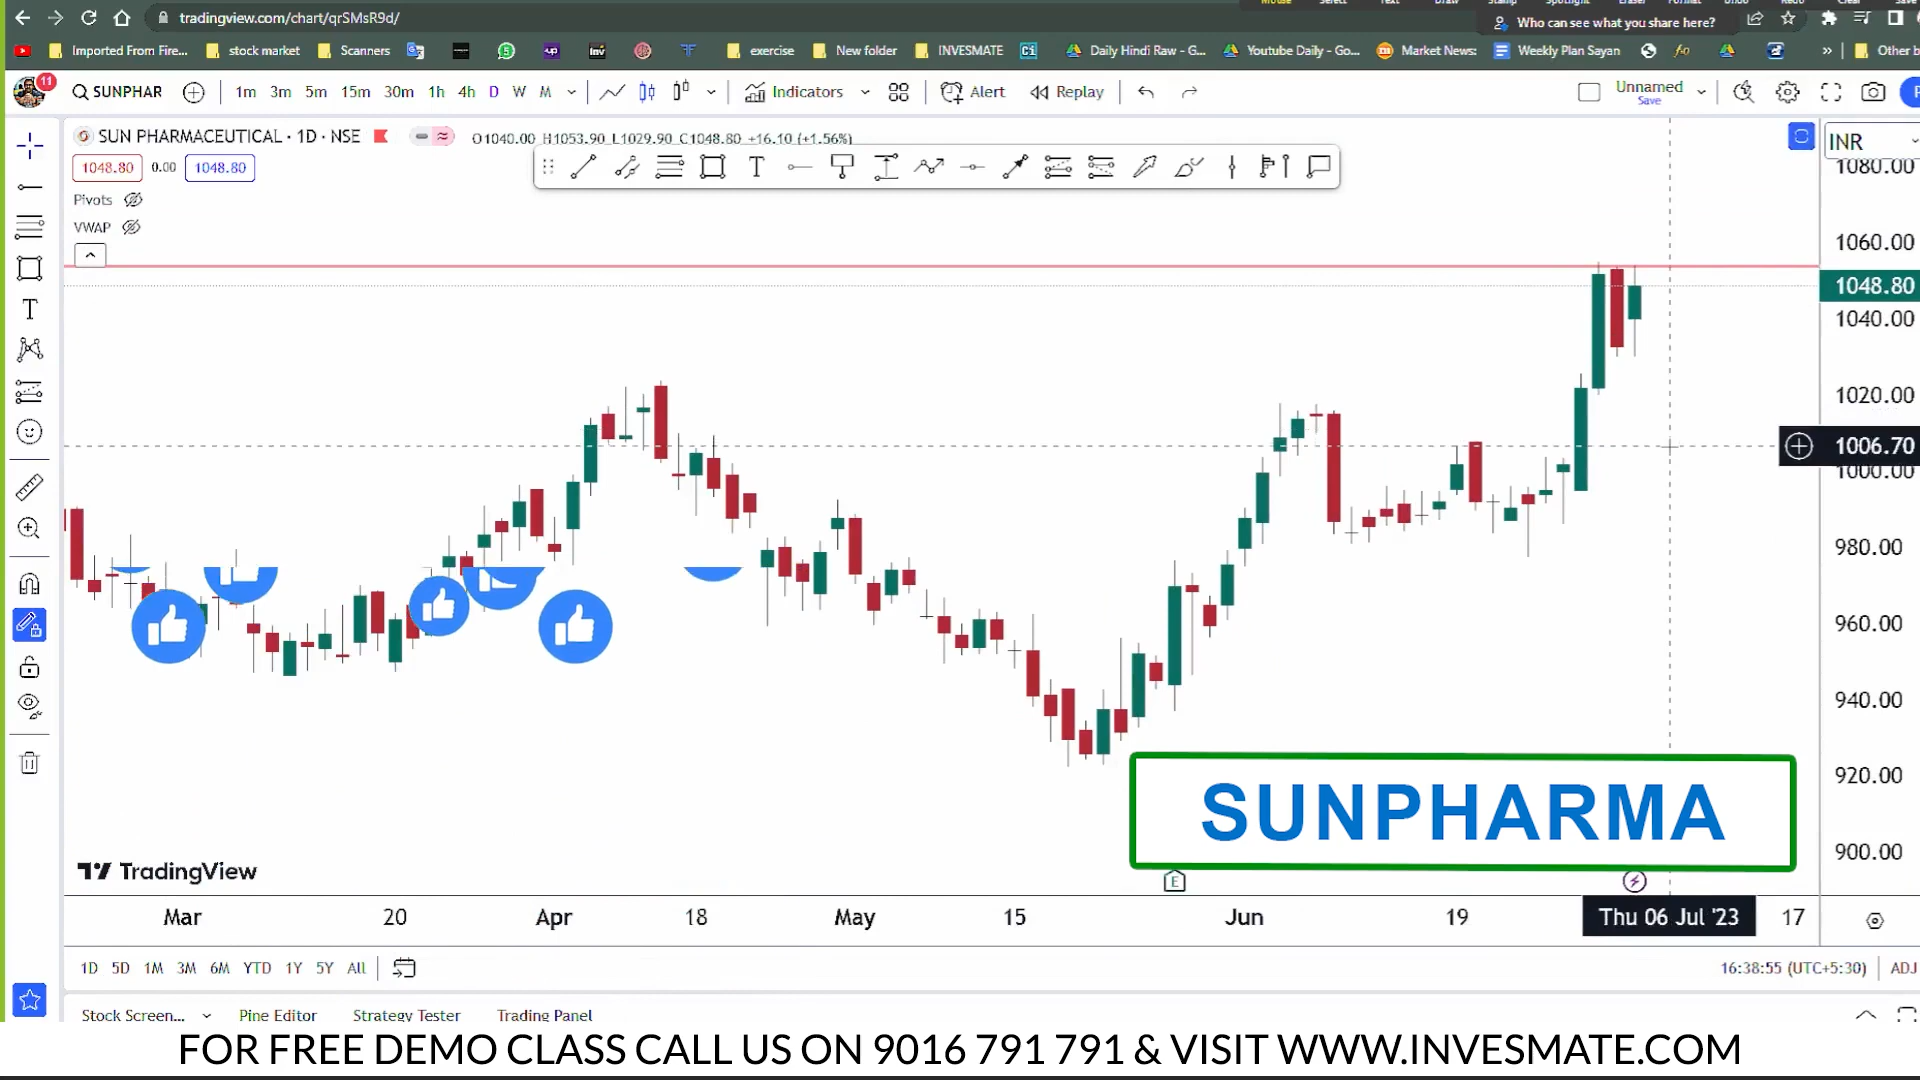 tradingview.com/chart/qrSMsR9d/
Who can see what you share here?
Imported From Fire...
stock market
Scanners
exercise
New folder
INVESMATE
Daily Hindi Raw - G...
Youtube Daily - Go...
Market News:
Weekly Plan Sayan
Other b
11
SUNPHAR
1m 3m 5m 15m 30m 1h 4h D W M
Indicators
Alert
Replay
Unnamed
Save
SUN PHARMACEUTICAL · 1D · NSE
O1040.00 H1053.90 L1029.90 C1048.80 +16.10 (+1.56%)
INR
1048.80 0.00 1048.80
Pivots
VWAP
1080.00
1060.00
1048.80
1040.00
1020.00
1006.70
1000.00
980.00
960.00
940.00
920.00
900.00
SUNPHARMA
TradingView
E
Mar 20 Apr 18 May 15 Jun 19 Thu 06 Jul '23 17
1D 5D 1M 3M 6M YTD 1Y 5Y All
16:38:55 (UTC+5:30) ADJ
Stock Screen... Pine Editor Strategy Tester Trading Panel
FOR FREE DEMO CLASS CALL US ON 9016 791 791 & VISIT WWW.INVESMATE.COM